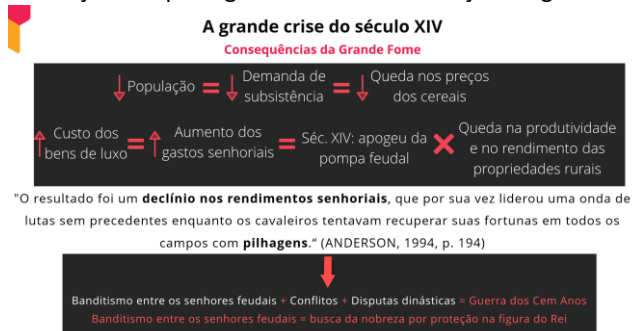 A grande crise do século XIV
Consequências da Grande Fome
População = Demanda de subsistência = Queda nos preços dos cereais
Custo dos bens de luxo = Aumento dos gastos senhoriais = Séc. XIV: apogeu da pompa feudal × Queda na produtividade e no rendimento das propriedades rurais
"O resultado foi um declínio nos rendimentos senhoriais, que por sua vez liderou uma onda de
lutas sem precedentes enquanto os cavaleiros tentavam recuperar suas fortunas em todos os
campos com pilhagens." (ANDERSON, 1994, p. 194)
Banditismo entre os senhores feudais + Conflitos + Disputas dinásticas = Guerra dos Cem Anos
Banditismo entre os senhores feudais = busca da nobreza por proteção na figura do Rei